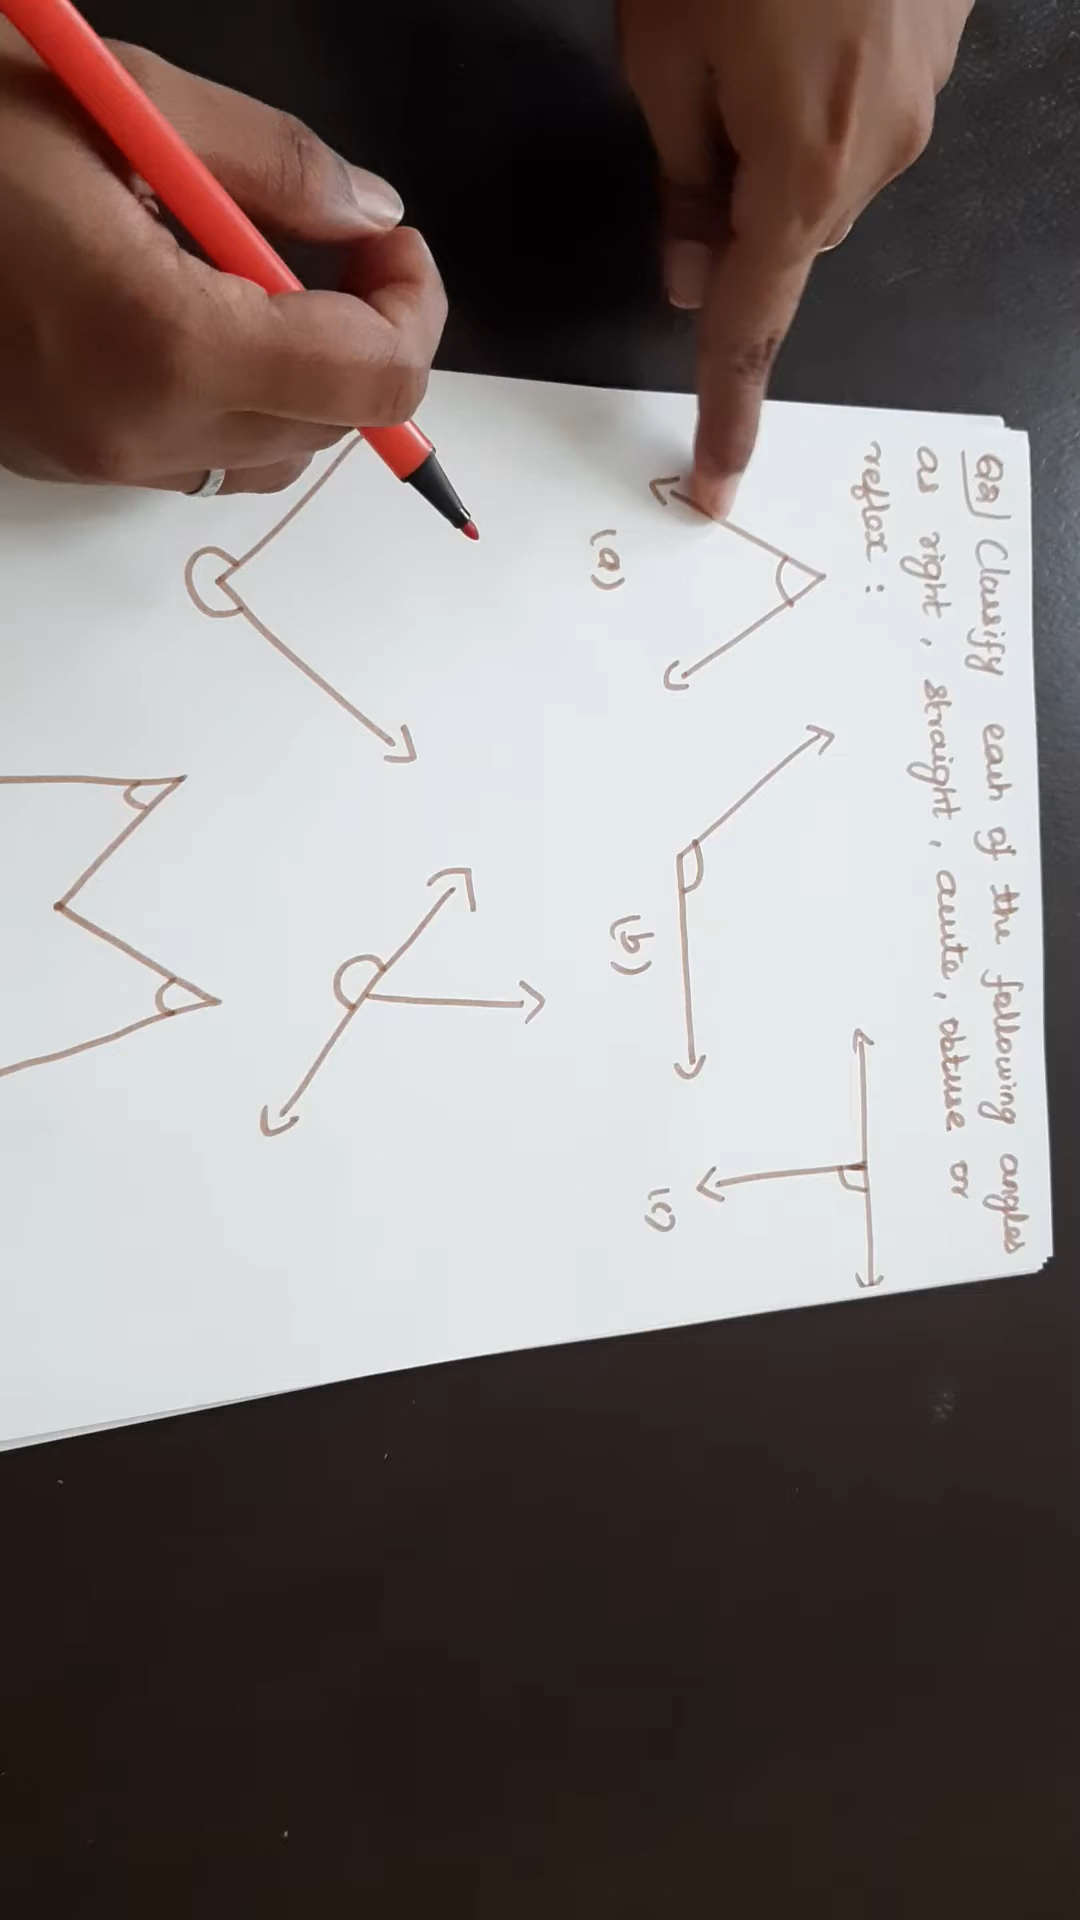 Q8) Classify each of the following angles
as right, straight, acute, obtuse or
reflex :
(a)
(b)
(c)